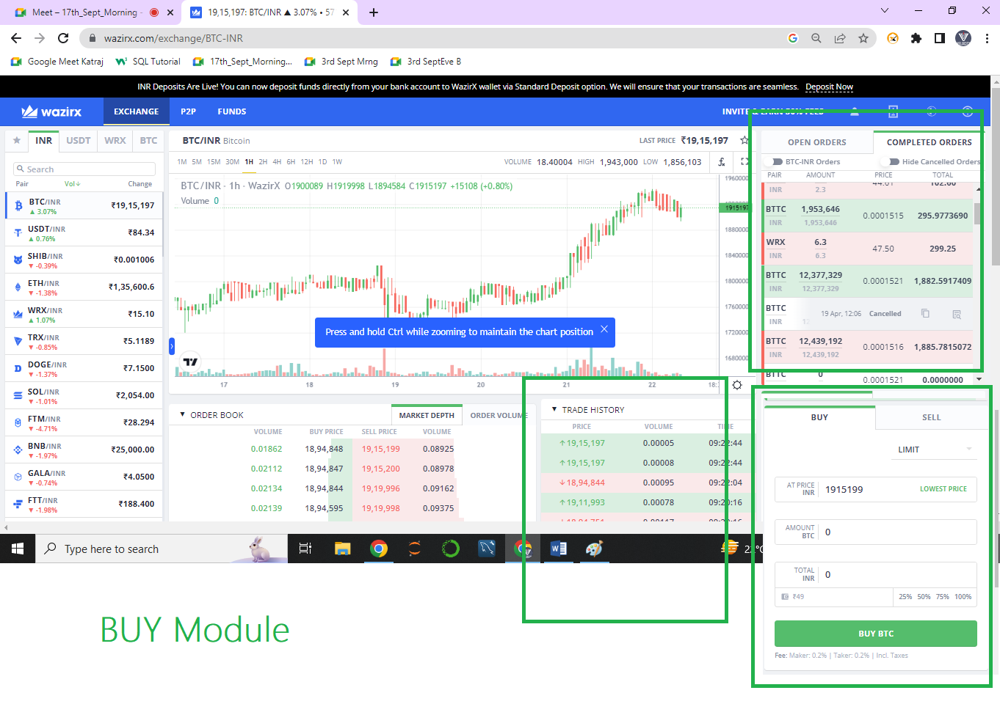 Meet – 17th_Sept_Morning
19,15,197: BTC/INR ▲ 3.07% • 57
wazirx.com/exchange/BTC-INR
Google Meet Katraj
SQL Tutorial
17th_Sept_Morning...
3rd Sept Mrng
3rd SeptEve B
INR Deposits Are Live! You can now deposit funds directly from your bank account to WazirX wallet via Standard Deposit option. We will ensure that your transactions are seamless. Deposit Now
wazirx EXCHANGE P2P FUNDS
INR USDT WRX BTC
Search
Pair Vol↓ Change
BTC/INR ₹19,15,197
▲ 3.07%
USDT/INR ₹84.34
▲ 0.76%
SHIB/INR ₹0.001006
▼ -0.39%
ETH/INR ₹1,35,600.6
▼ -1.38%
WRX/INR ₹15.10
▲ 1.07%
TRX/INR ₹5.1189
▼ -0.85%
DOGE/INR ₹7.1500
▼ -1.37%
SOL/INR ₹2,054.00
▼ -1.01%
FTM/INR ₹28.294
▼ -4.71%
BNB/INR ₹25,000.00
▼ -1.97%
GALA/INR ₹4.0500
▼ -0.74%
FTT/INR ₹188.400
▼ -1.98%
BTC/INR Bitcoin LAST PRICE ₹19,15,197
1M 5M 15M 30M 1H 2H 4H 6H 12H 1D 1W VOLUME 18.40004 HIGH 1,943,000 LOW 1,856,103
BTC/INR · 1h · WazirX O1900089 H1919998 L1894584 C1915197 +15108 (+0.80%)
Volume 0
1915197
Press and hold Ctrl while zooming to maintain the chart position
17 18 19 20 21 22 18:
ORDER BOOK MARKET DEPTH ORDER VOLUME
VOLUME BUY PRICE SELL PRICE VOLUME
0.01862 18,94,848 19,15,199 0.08925
0.02112 18,94,847 19,15,200 0.08978
0.02134 18,94,844 19,19,996 0.09162
0.02139 18,94,595 19,19,998 0.09375
TRADE HISTORY
PRICE VOLUME TIME
↑19,15,197 0.00005 09:22:44
↑19,15,197 0.00008 09:22:44
↓18,94,844 0.00095 09:22:04
↑19,11,993 0.00078 09:20:16
OPEN ORDERS COMPLETED ORDERS
BTC-INR Orders Hide Cancelled Orders
PAIR AMOUNT PRICE TOTAL
INR 2.3
BTTC 1,953,646 0.0001515 295.9773690
INR 1,953,646
WRX 6.3 47.50 299.25
INR 6.3
BTTC 12,377,329 0.0001521 1,882.5917409
INR 12,377,329
BTTC 19 Apr, 12:06 Cancelled
INR
BTTC 12,439,192 0.0001516 1,885.7815072
INR 12,439,192
BTTC 0 0.0001521 0.0000000
BUY SELL
LIMIT
AT PRICE INR 1915199 LOWEST PRICE
AMOUNT BTC 0
TOTAL INR 0
₹49 25% 50% 75% 100%
BUY BTC
Fee: Maker: 0.2% | Taker: 0.2% | Incl. Taxes
Type here to search
BUY Module